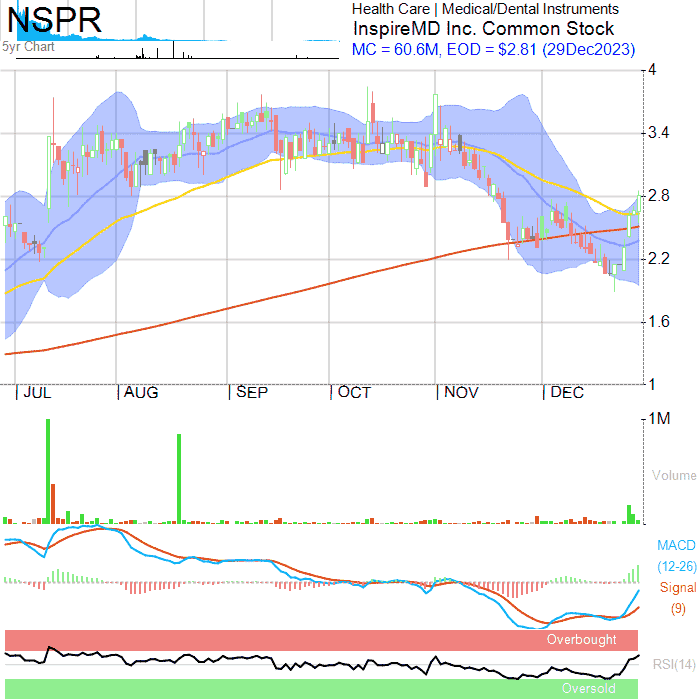 NSPR
5yr Chart
Health Care | Medical/Dental Instruments
InspireMD Inc. Common Stock
MC = 60.6M, EOD = $2.81 (29Dec2023)
4
3.4
2.8
2.2
1.6
1
JUL AUG SEP OCT NOV DEC
1M
Volume
MACD
(12-26)
Signal
(9)
Overbought
RSI(14)
Oversold